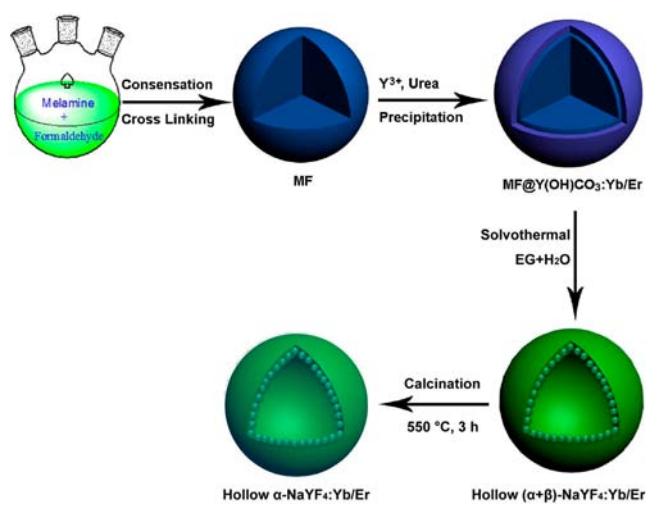 Melamine
+
Formaldehyde
Consensation
Cross Linking
MF
Y³⁺, Urea
Precipitation
MF@Y(OH)CO₃:Yb/Er
Solvothermal
EG+H₂O
Hollow (α+β)-NaYF₄:Yb/Er
Calcination
550 °C, 3 h
Hollow α-NaYF₄:Yb/Er